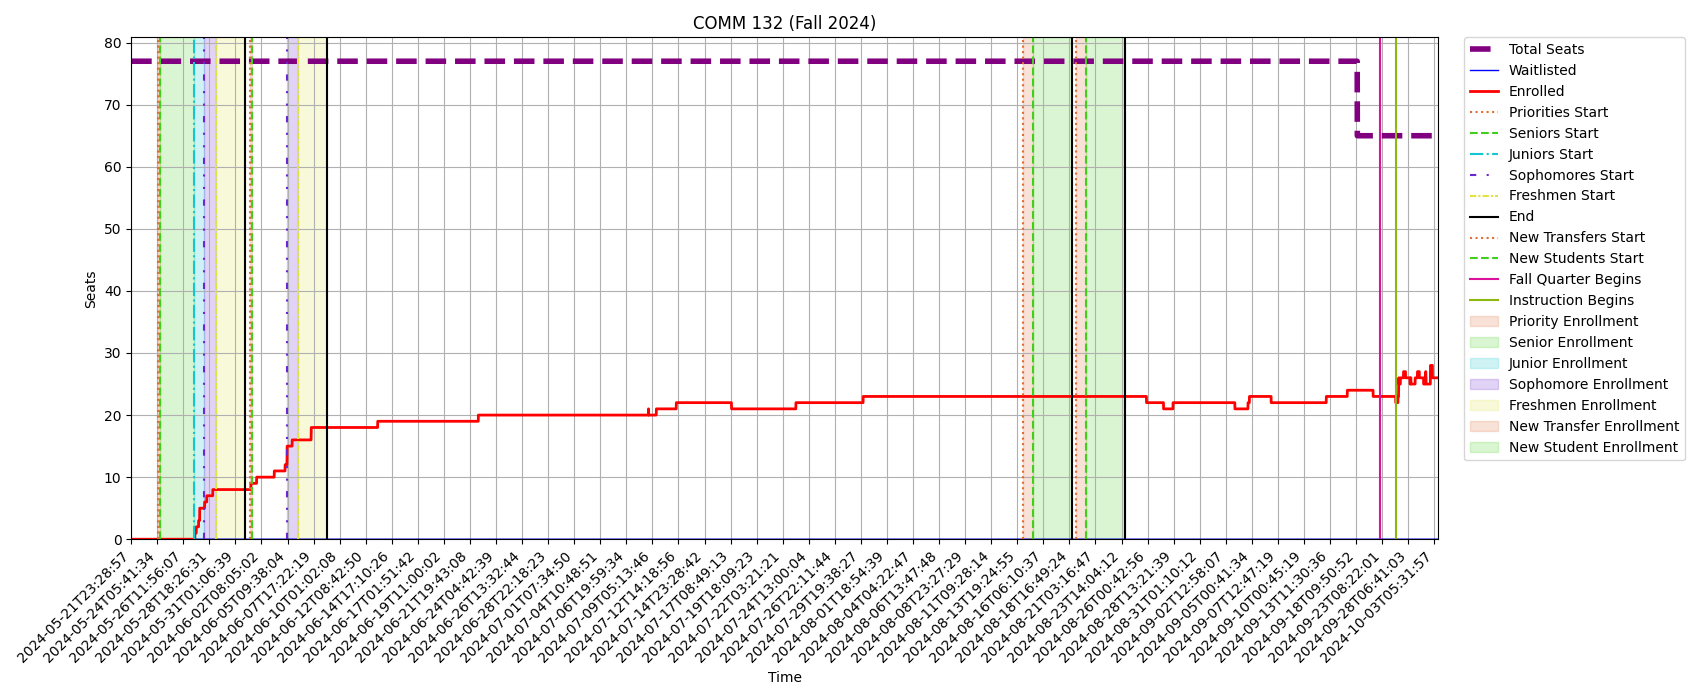 COMM 132 (Fall 2024)
80
70
60
50
40
30
20
10
0
Seats
2024-05-21T23:28:57
2024-05-24T05:41:34
2024-05-26T11:56:07
2024-05-28T18:26:31
2024-05-31T01:06:39
2024-06-02T08:05:02
2024-06-05T09:38:04
2024-06-07T17:22:19
2024-06-10T01:02:08
2024-06-12T08:42:50
2024-06-14T17:10:26
2024-06-17T01:51:42
2024-06-19T11:00:02
2024-06-21T19:43:08
2024-06-24T04:42:39
2024-06-26T13:32:44
2024-06-28T22:18:23
2024-07-01T07:34:50
2024-07-04T10:48:51
2024-07-06T19:59:34
2024-07-09T05:13:46
2024-07-12T14:18:56
2024-07-14T23:28:42
2024-07-17T08:49:13
2024-07-19T18:09:23
2024-07-22T03:21:21
2024-07-24T13:00:04
2024-07-26T22:11:44
2024-07-29T19:38:27
2024-08-01T18:54:39
2024-08-04T04:22:47
2024-08-06T13:47:48
2024-08-08T23:27:29
2024-08-11T09:28:14
2024-08-13T19:24:55
2024-08-16T06:10:37
2024-08-18T16:49:24
2024-08-21T03:16:47
2024-08-23T14:04:12
2024-08-26T00:42:56
2024-08-28T13:21:39
2024-08-31T01:10:12
2024-09-02T12:58:07
2024-09-05T00:41:34
2024-09-07T12:47:19
2024-09-10T00:45:19
2024-09-13T11:30:36
2024-09-18T09:50:52
2024-09-23T08:22:01
2024-09-28T06:41:03
2024-10-03T05:31:57
Time
Total Seats
Waitlisted
Enrolled
Priorities Start
Seniors Start
Juniors Start
Sophomores Start
Freshmen Start
End
New Transfers Start
New Students Start
Fall Quarter Begins
Instruction Begins
Priority Enrollment
Senior Enrollment
Junior Enrollment
Sophomore Enrollment
Freshmen Enrollment
New Transfer Enrollment
New Student Enrollment